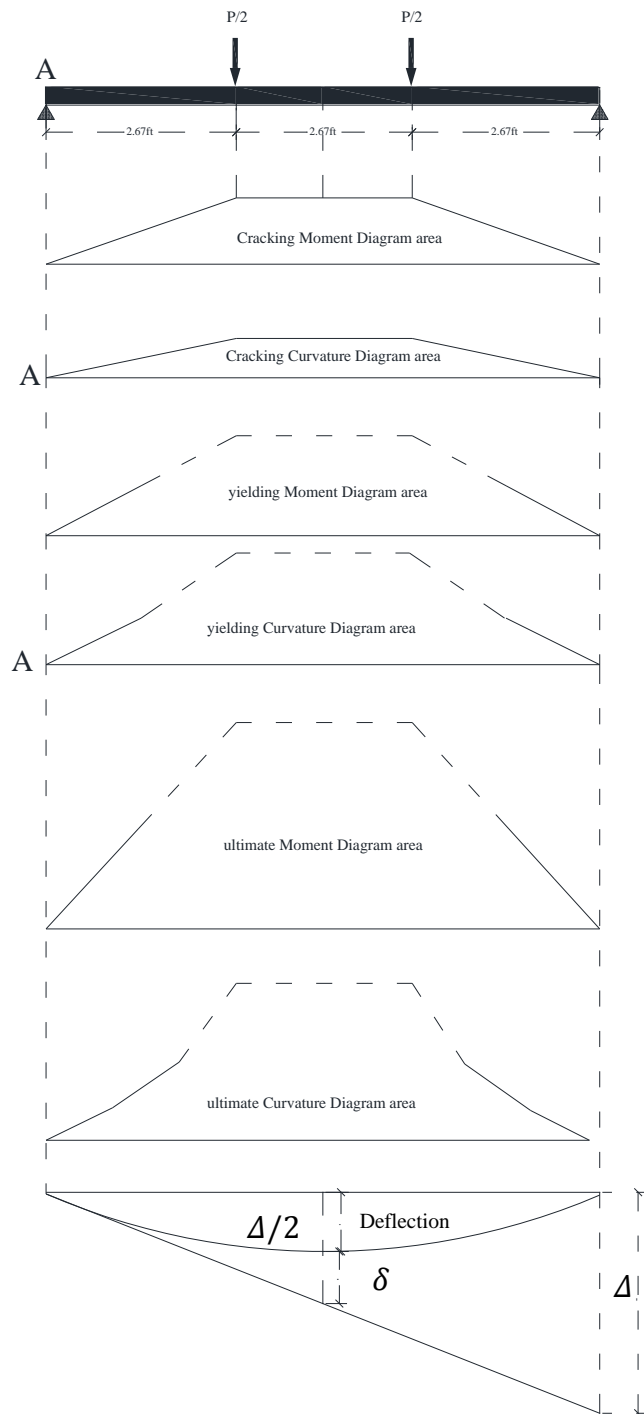 P/2 P/2
A
2.67ft 2.67ft 2.67ft
Cracking Moment Diagram area
Cracking Curvature Diagram area
A
yielding Moment Diagram area
yielding Curvature Diagram area
A
ultimate Moment Diagram area
ultimate Curvature Diagram area
Δ/2 Deflection
δ Δ